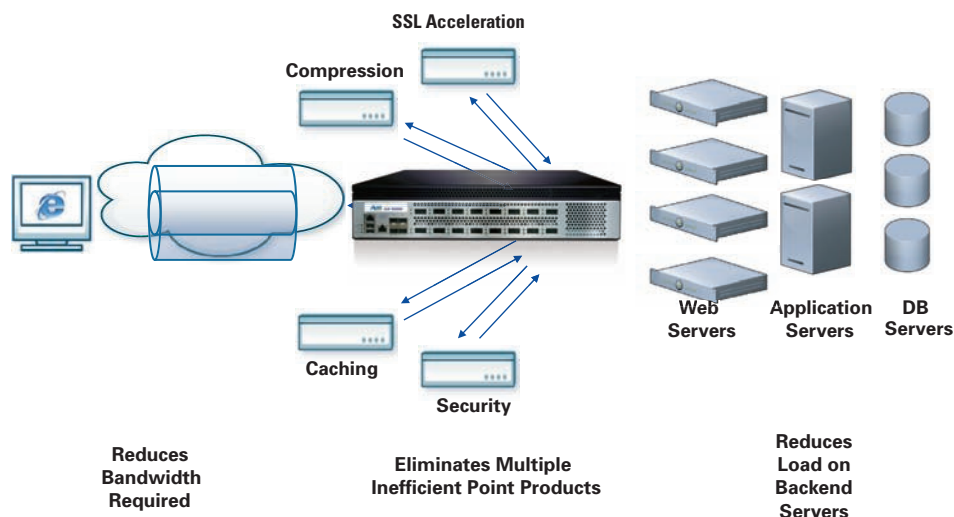 SSL Acceleration
Compression
Caching
Security
Web
Servers
Application
Servers
DB
Servers
Reduces
Bandwidth
Required
Eliminates Multiple
Inefficient Point Products
Reduces
Load on
Backend
Servers